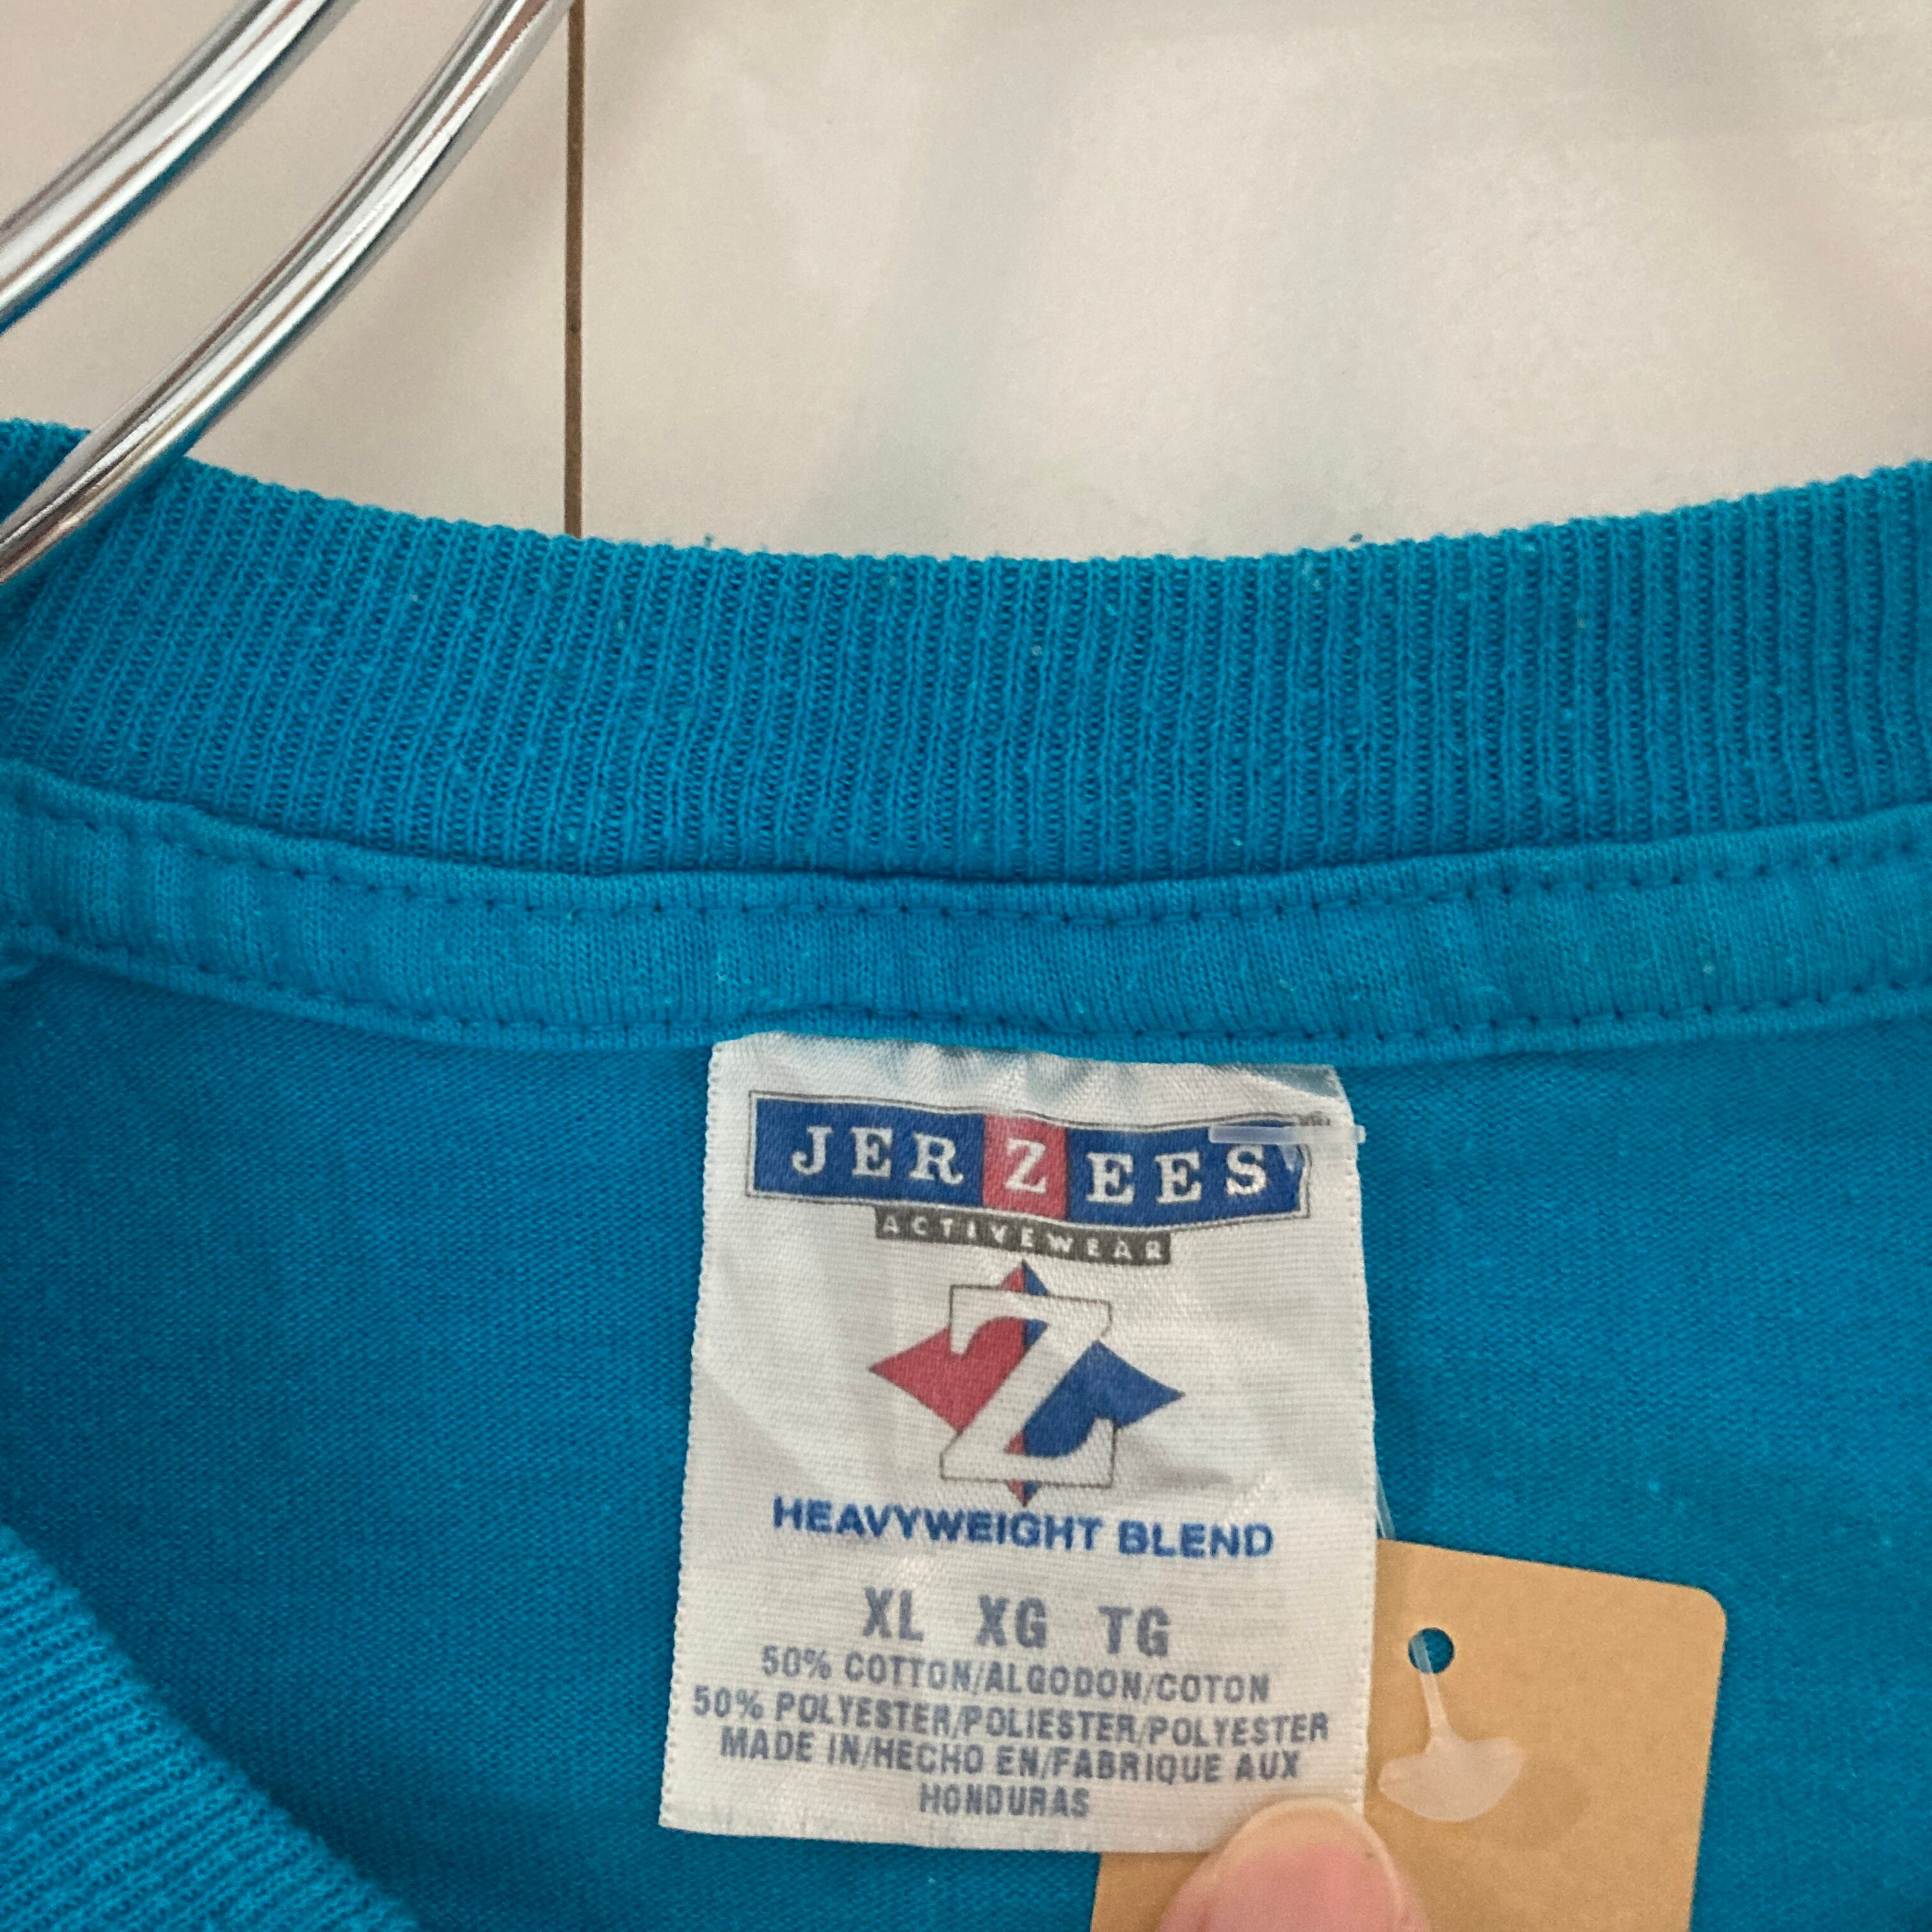 JERZEES
ACTIVEWEAR
Z
HEAVYWEIGHT BLEND
XL XG TG
50% COTTON/ALGODON/COTON
50% POLYESTER/POLIESTER/POLYESTER
MADE IN/HECHO EN/FABRIQUE AUX
HONDURAS